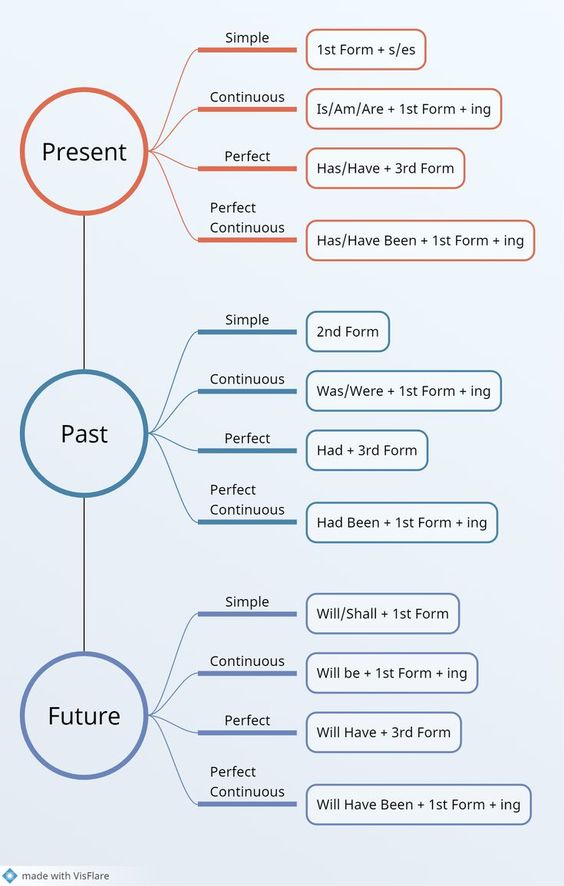 Present
Simple
1st Form + s/es
Continuous
Is/Am/Are + 1st Form + ing
Perfect
Has/Have + 3rd Form
Perfect
Continuous
Has/Have Been + 1st Form + ing
Past
Simple
2nd Form
Continuous
Was/Were + 1st Form + ing
Perfect
Had + 3rd Form
Perfect
Continuous
Had Been + 1st Form + ing
Future
Simple
Will/Shall + 1st Form
Continuous
Will be + 1st Form + ing
Perfect
Will Have + 3rd Form
Perfect
Continuous
Will Have Been + 1st Form + ing
made with VisFlare